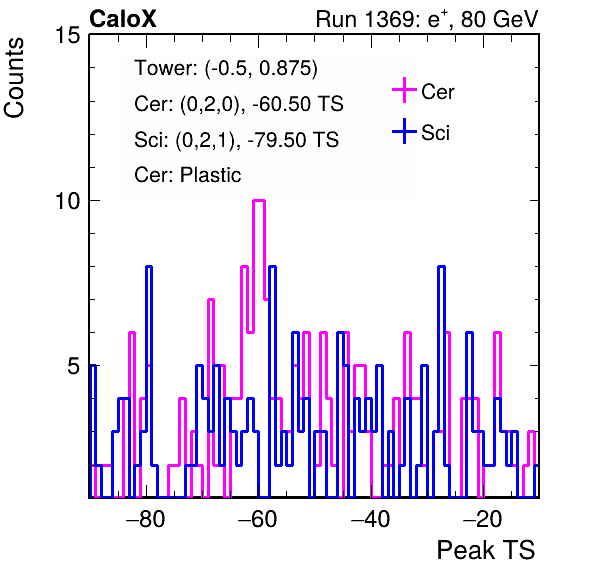 CaloX Run 1369: e⁺, 80 GeV
Counts
15
Tower: (-0.5, 0.875)
Cer: (0,2,0), -60.50 TS
Sci: (0,2,1), -79.50 TS
Cer: Plastic
Cer
Sci
10
5
−80 −60 −40 −20
Peak TS